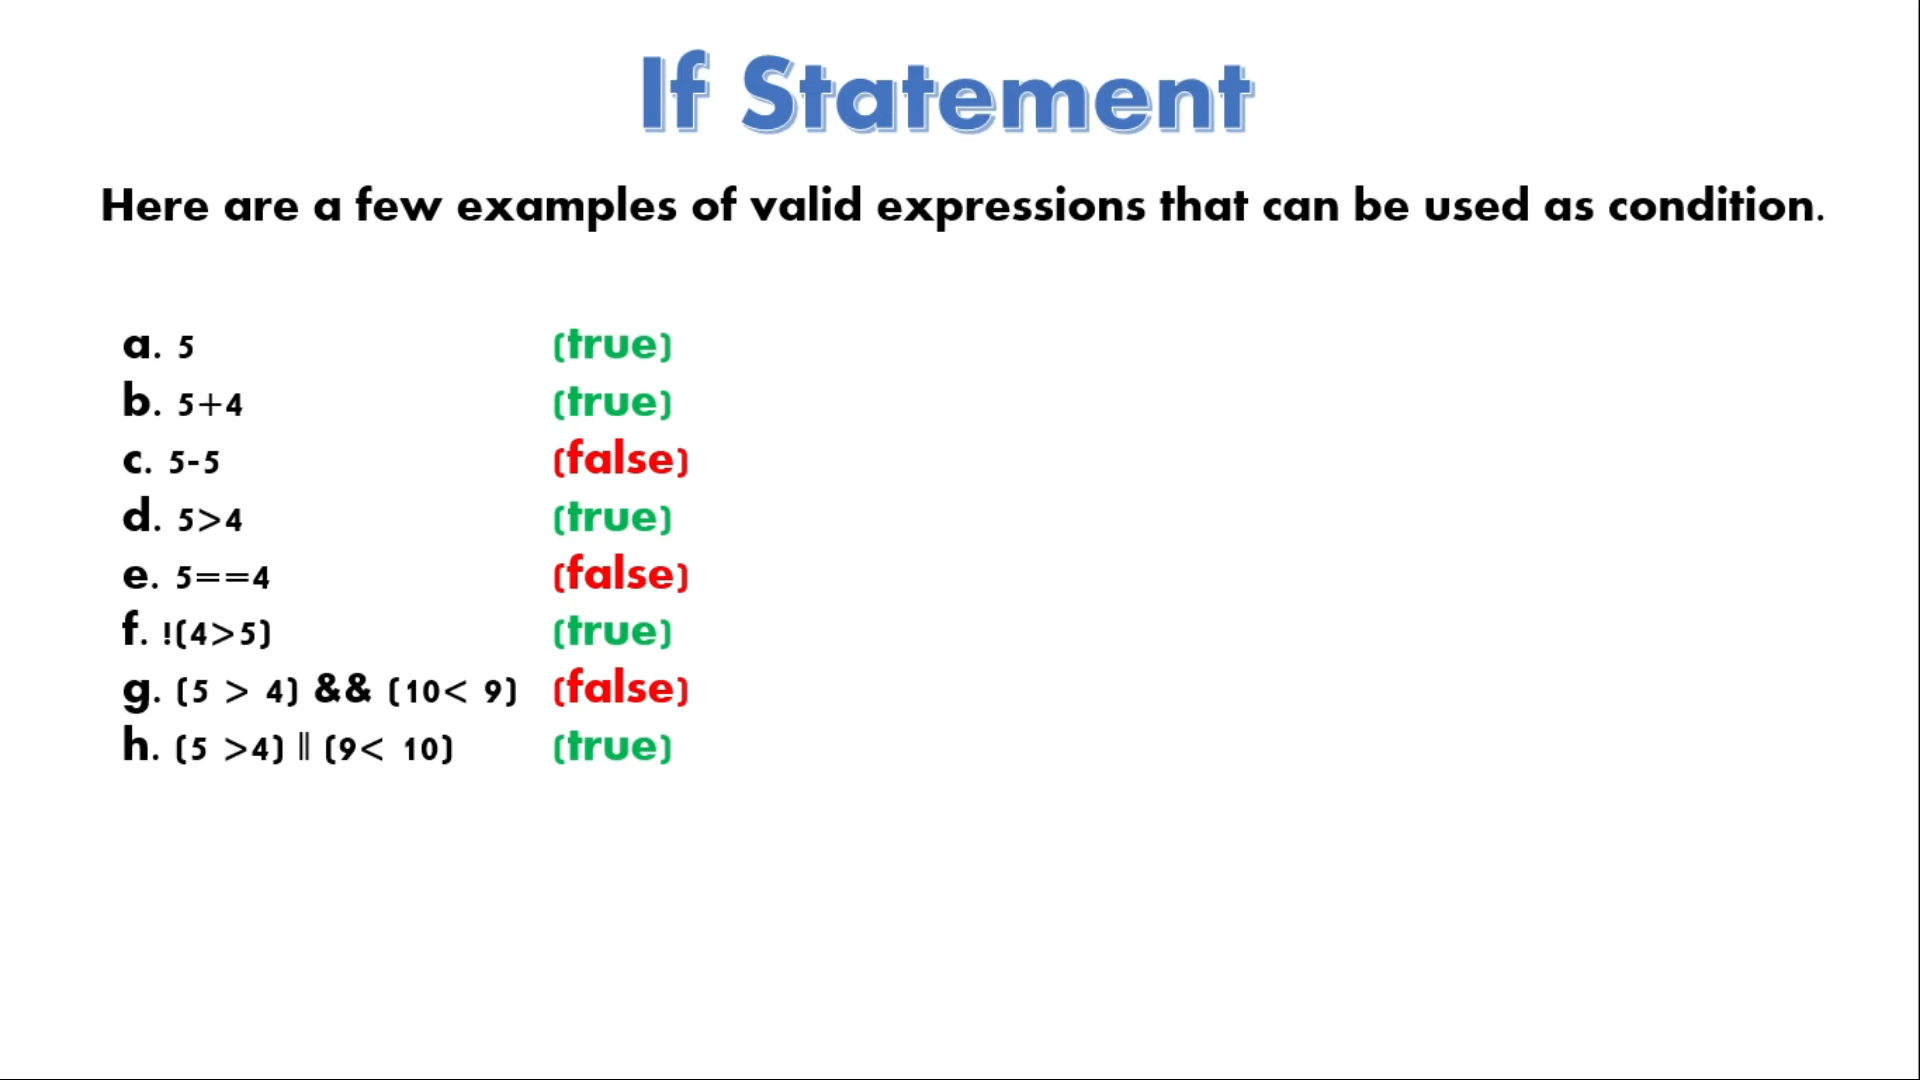 If Statement
Here are a few examples of valid expressions that can be used as condition.
a. 5 (true)
b. 5+4 (true)
c. 5-5 (false)
d. 5>4 (true)
e. 5==4 (false)
f. !(4>5) (true)
g. (5 > 4) && (10< 9) (false)
h. (5 >4) || (9< 10) (true)